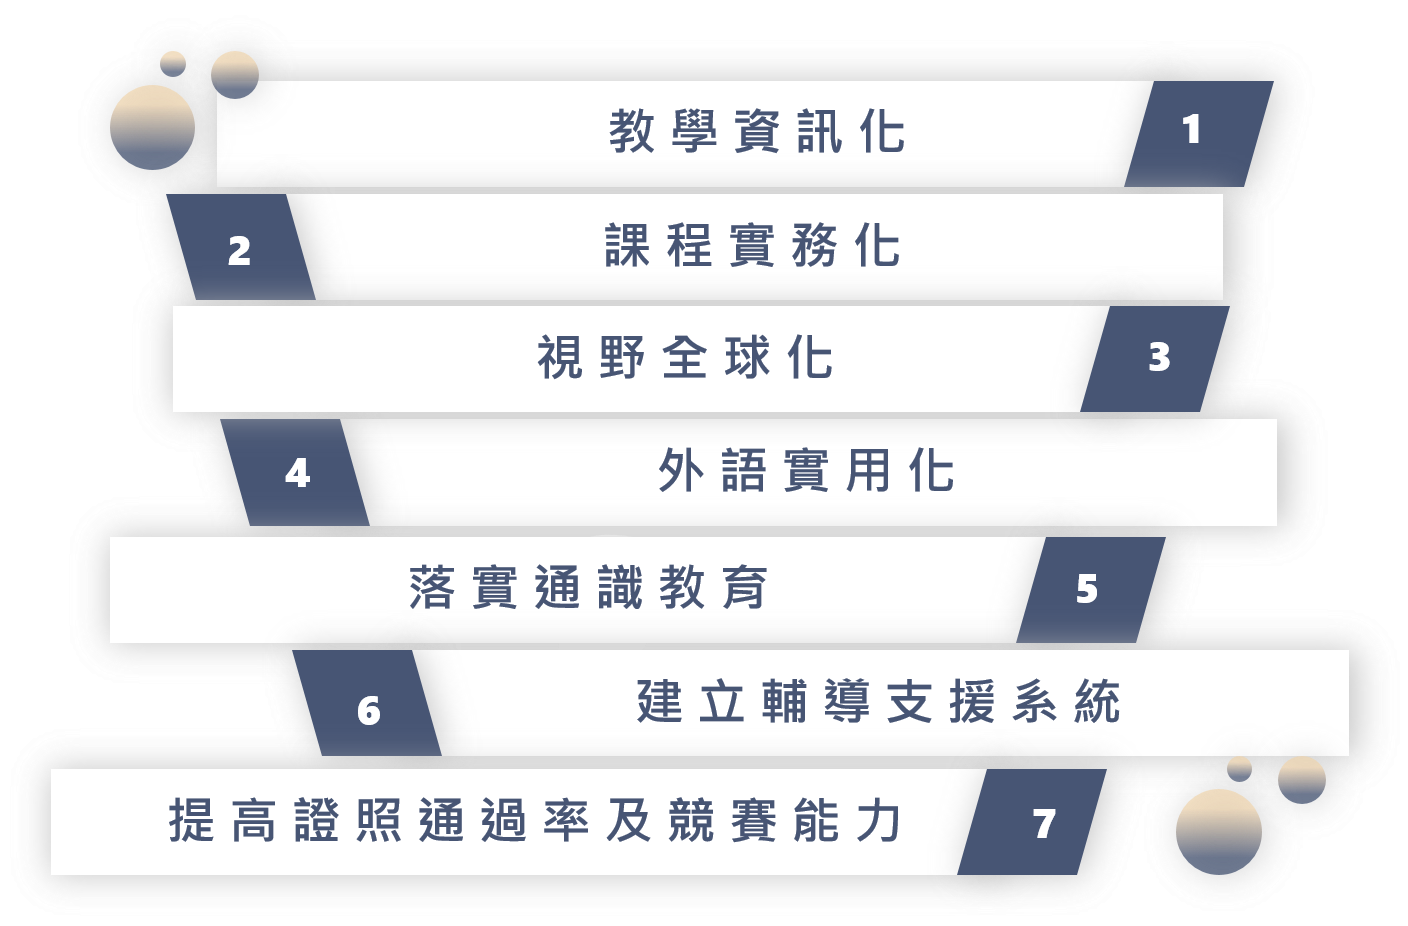 教學資訊化 1
2 課程實務化
視野全球化 3
4 外語實用化
落實通識教育 5
6 建立輔導支援系統
提高證照通過率及競賽能力 7